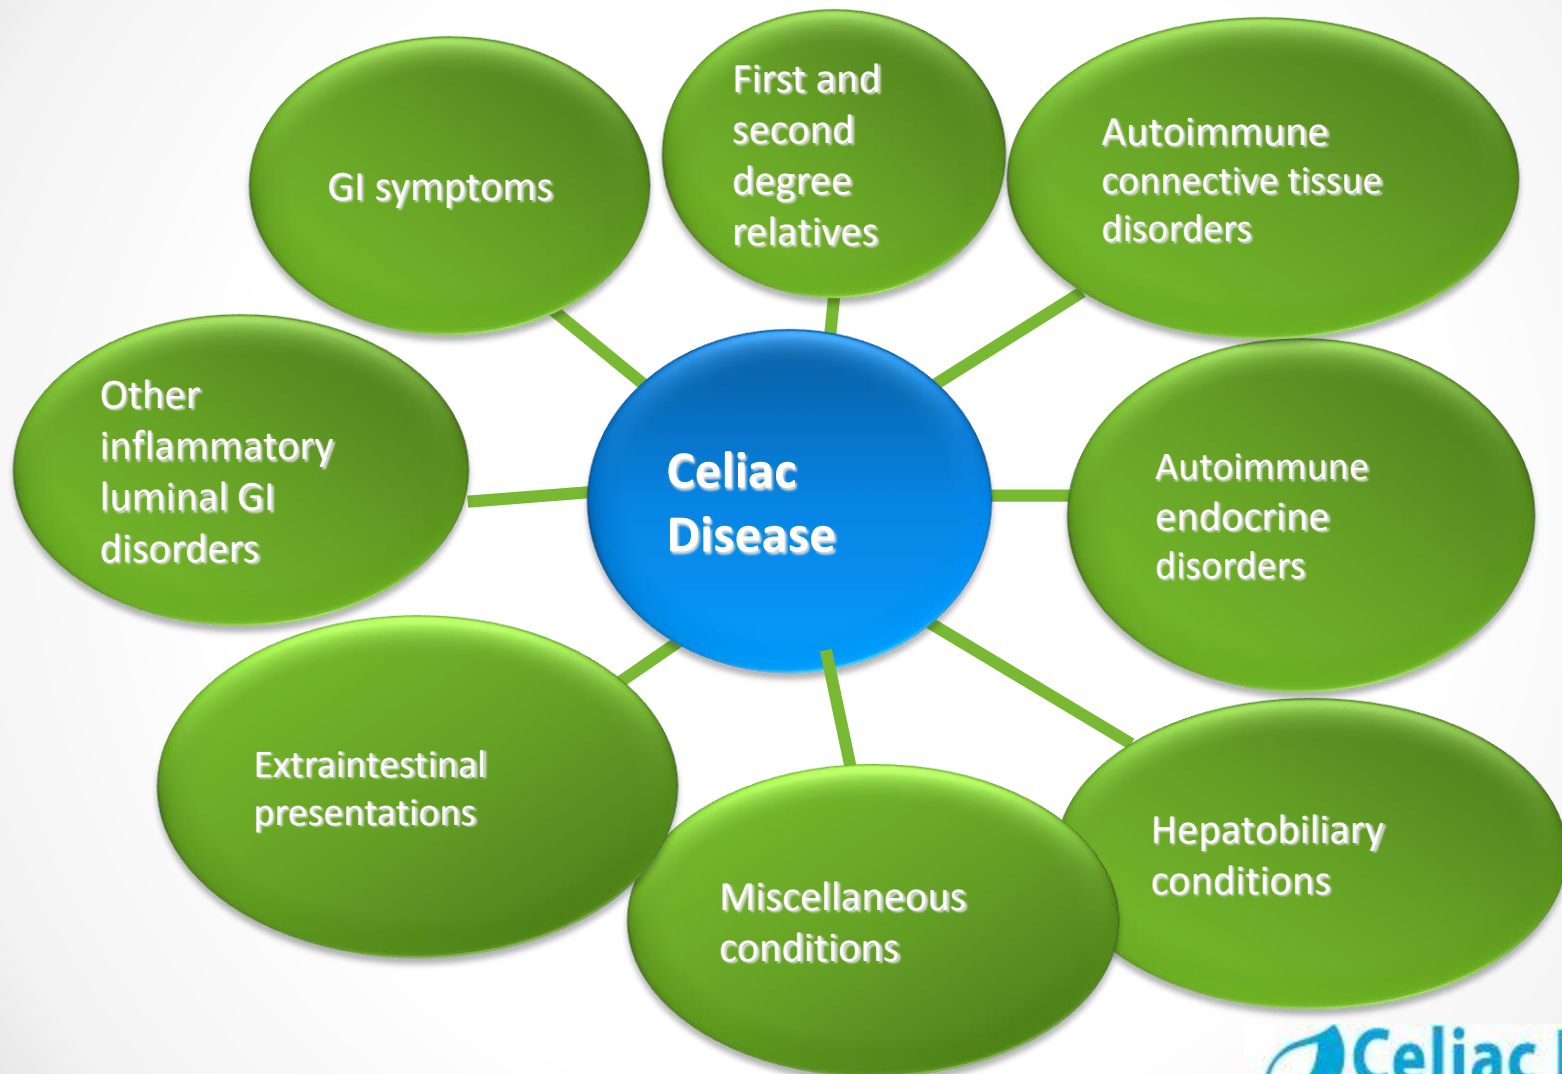 GI symptoms
First and
second
degree
relatives
Autoimmune
connective tissue
disorders
Other
inflammatory
luminal GI
disorders
Celiac
Disease
Autoimmune
endocrine
disorders
Extraintestinal
presentations
Miscellaneous
conditions
Hepatobiliary
conditions
Celiac